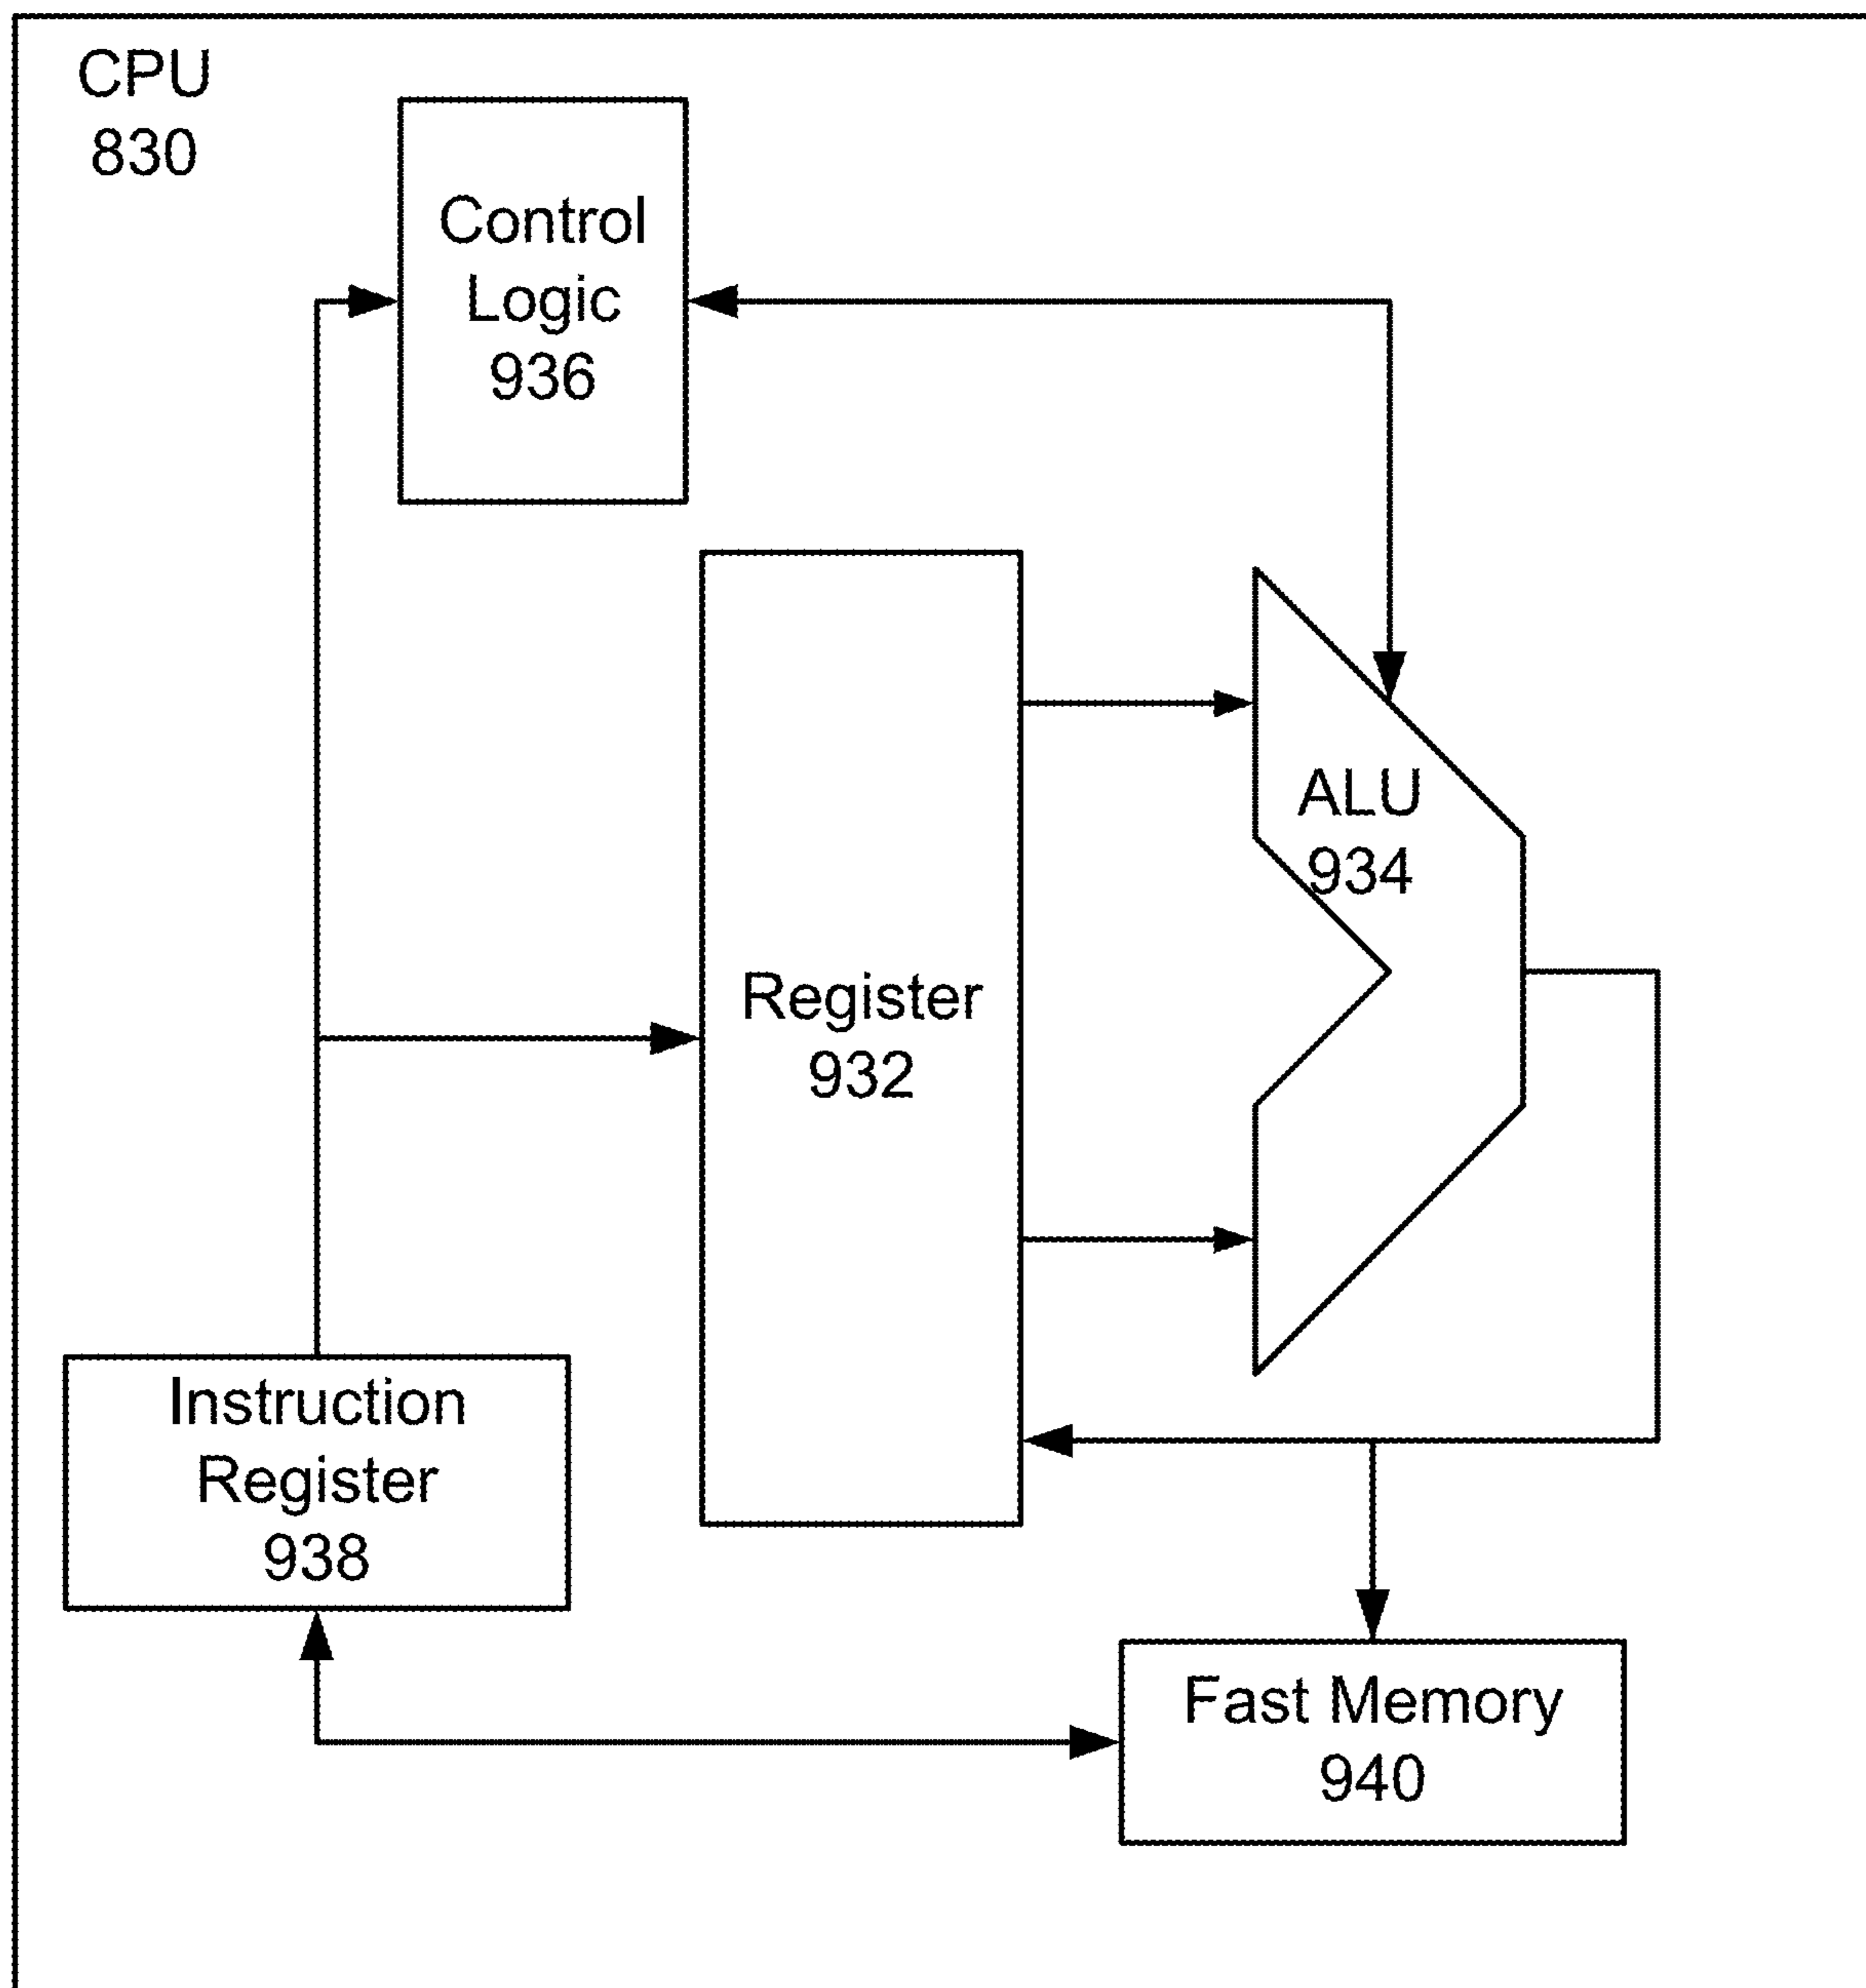 CPU
830
Control
Logic
936
ALU
934
Register
932
Instruction
Register
938
Fast Memory
940